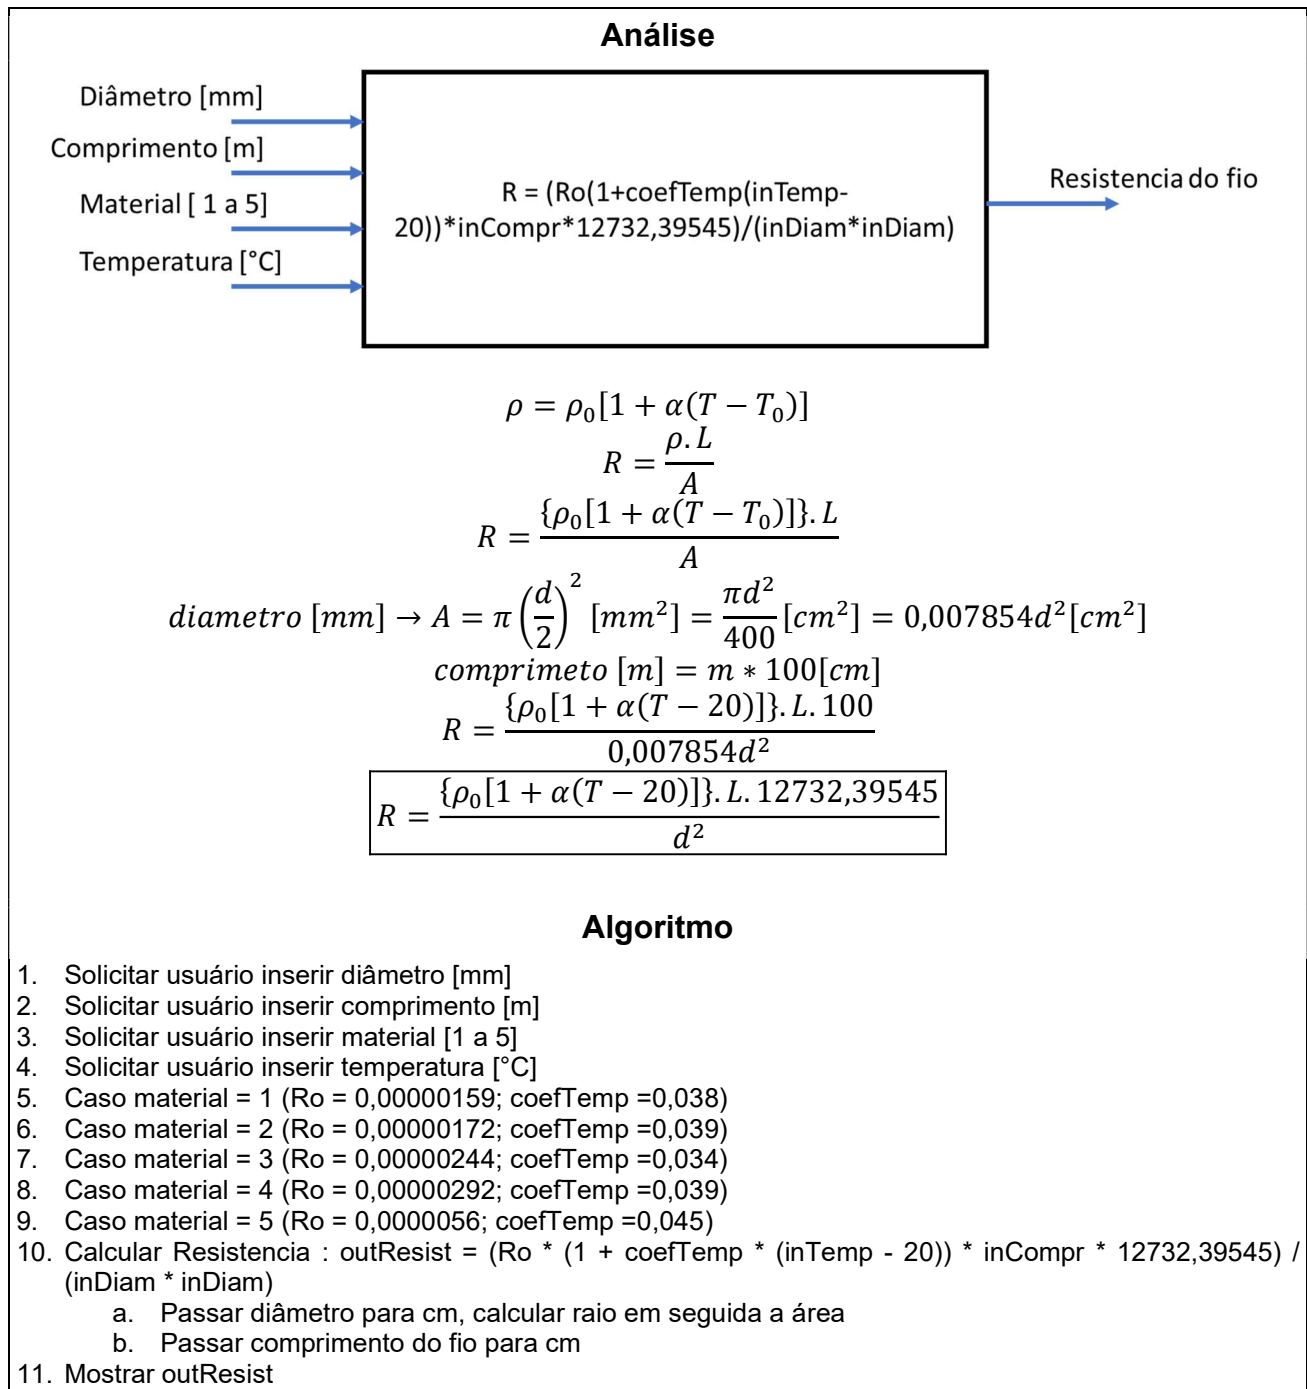 Análise
Diâmetro [mm]
Comprimento [m]
Material [ 1 a 5]
Temperatura [°C]
R = (Ro(1+coefTemp(inTemp-
20))*inCompr*12732,39545)/(inDiam*inDiam)
Resistencia do fio
ρ = ρ₀[1 + α(T − T₀)]
R = ρ. L / A
R = {ρ₀[1 + α(T − T₀)]}. L / A
diametro [mm] → A = π (d/2)² [mm²] = πd²/400 [cm²] = 0,007854d²[cm²]
comprimeto [m] = m * 100[cm]
R = {ρ₀[1 + α(T − 20)]}. L. 100 / 0,007854d²
R = {ρ₀[1 + α(T − 20)]}. L. 12732,39545 / d²
Algoritmo
1. Solicitar usuário inserir diâmetro [mm]
2. Solicitar usuário inserir comprimento [m]
3. Solicitar usuário inserir material [1 a 5]
4. Solicitar usuário inserir temperatura [°C]
5. Caso material = 1 (Ro = 0,00000159; coefTemp =0,038)
6. Caso material = 2 (Ro = 0,00000172; coefTemp =0,039)
7. Caso material = 3 (Ro = 0,00000244; coefTemp =0,034)
8. Caso material = 4 (Ro = 0,00000292; coefTemp =0,039)
9. Caso material = 5 (Ro = 0,0000056; coefTemp =0,045)
10. Calcular Resistencia : outResist = (Ro * (1 + coefTemp * (inTemp - 20)) * inCompr * 12732,39545) /
(inDiam * inDiam)
a. Passar diâmetro para cm, calcular raio em seguida a área
b. Passar comprimento do fio para cm
11. Mostrar outResist